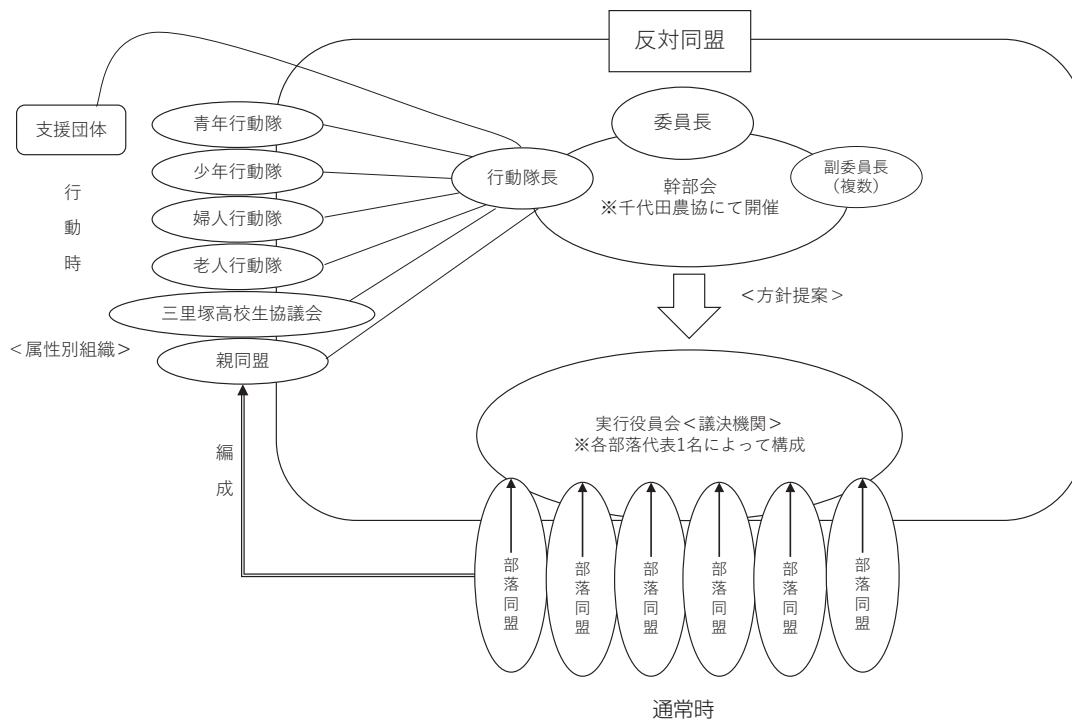 反対同盟
委員長
副委員長
（複数）
幹部会
※千代田農協にて開催
行動隊長
支援団体
行動時
青年行動隊
少年行動隊
婦人行動隊
老人行動隊
三里塚高校生協議会
親同盟
＜属性別組織＞
＜方針提案＞
実行役員会＜議決機関＞
※各部落代表1名によって構成
編成
部落同盟
部落同盟
部落同盟
部落同盟
部落同盟
部落同盟
通常時